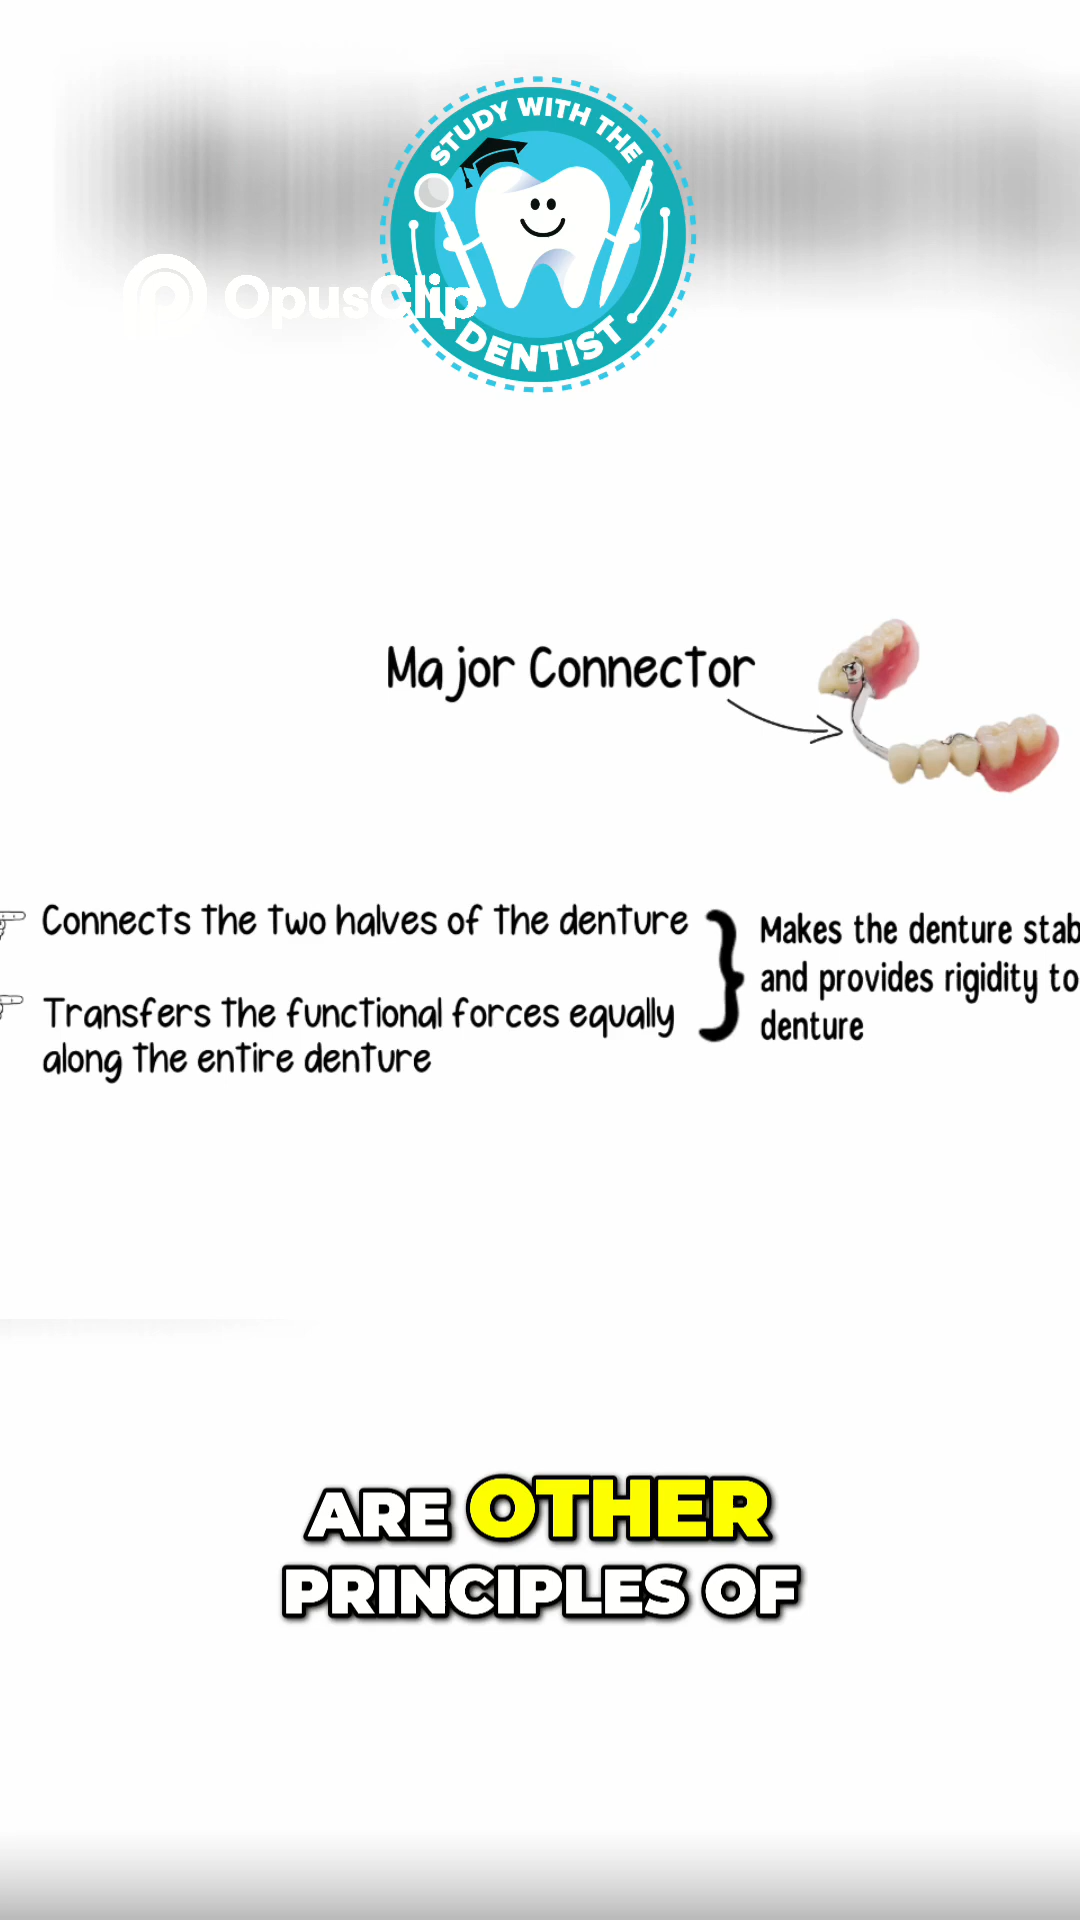 STUDY WITH THE
OpusClip
DENTIST
Major Connector
Connects the two halves of the denture
Transfers the functional forces equally
along the entire denture
Makes the denture stab
and provides rigidity to
denture
ARE OTHER
PRINCIPLES OF